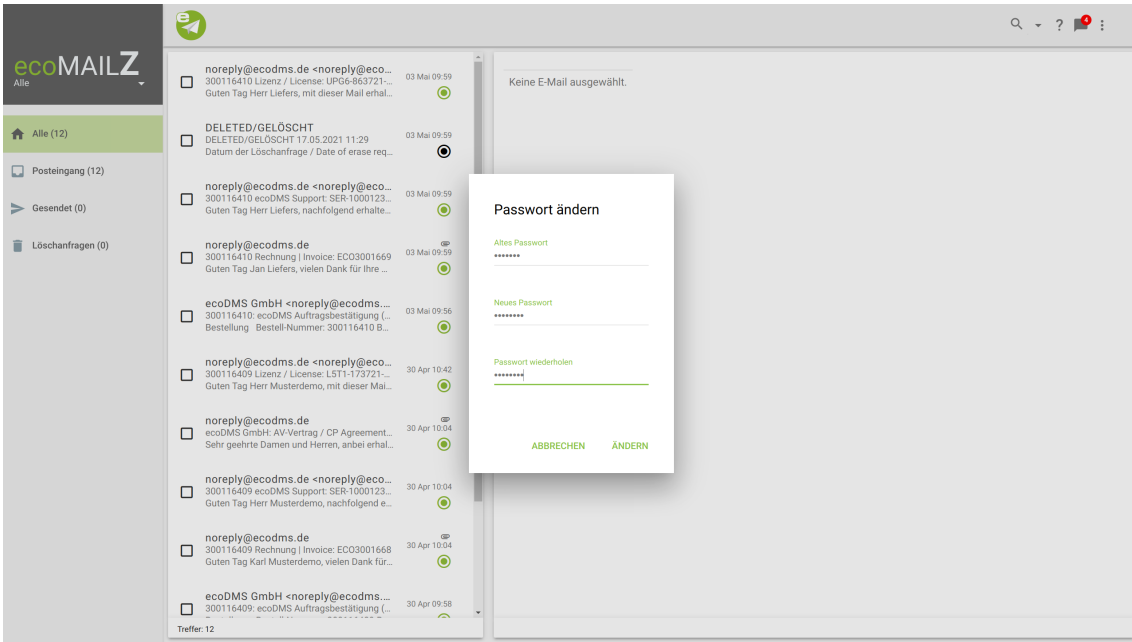 ecoMAILZ
Alle
4
?
Alle (12)
Posteingang (12)
Gesendet (0)
Löschanfragen (0)
noreply@ecodms.de <noreply@eco...
03 Mai 09:59
300116410 Lizenz / License: UPG6-863721-...
Guten Tag Herr Liefers, mit dieser Mail erhal...
DELETED/GELÖSCHT
03 Mai 09:59
DELETED/GELÖSCHT 17.05.2021 11:29
Datum der Löschanfrage / Date of erase req...
noreply@ecodms.de <noreply@eco...
03 Mai 09:59
300116410 ecoDMS Support: SER-1000123...
Guten Tag Herr Liefers, nachfolgend erhalte...
noreply@ecodms.de
03 Mai 09:59
300116410 Rechnung | Invoice: ECO3001669
Guten Tag Jan Liefers, vielen Dank für Ihre ...
ecoDMS GmbH <noreply@ecodms....
03 Mai 09:56
300116410: ecoDMS Auftragsbestätigung (...
Bestellung Bestell-Nummer: 300116410 B...
noreply@ecodms.de <noreply@eco...
30 Apr 10:42
300116409 Lizenz / License: L5T1-173721-...
Guten Tag Herr Musterdemo, mit dieser Mai...
noreply@ecodms.de
30 Apr 10:04
ecoDMS GmbH: AV-Vertrag / CP Agreement...
Sehr geehrte Damen und Herren, anbei erhal...
noreply@ecodms.de <noreply@eco...
30 Apr 10:04
300116409 ecoDMS Support: SER-1000123...
Guten Tag Herr Musterdemo, nachfolgend e...
noreply@ecodms.de
30 Apr 10:04
300116409 Rechnung | Invoice: ECO3001668
Guten Tag Karl Musterdemo, vielen Dank für...
ecoDMS GmbH <noreply@ecodms....
30 Apr 09:58
300116409: ecoDMS Auftragsbestätigung (...
Treffer: 12
Keine E-Mail ausgewählt.
Passwort ändern
Altes Passwort
•••••••
Neues Passwort
••••••••
Passwort wiederholen
••••••••
ABBRECHEN
ÄNDERN